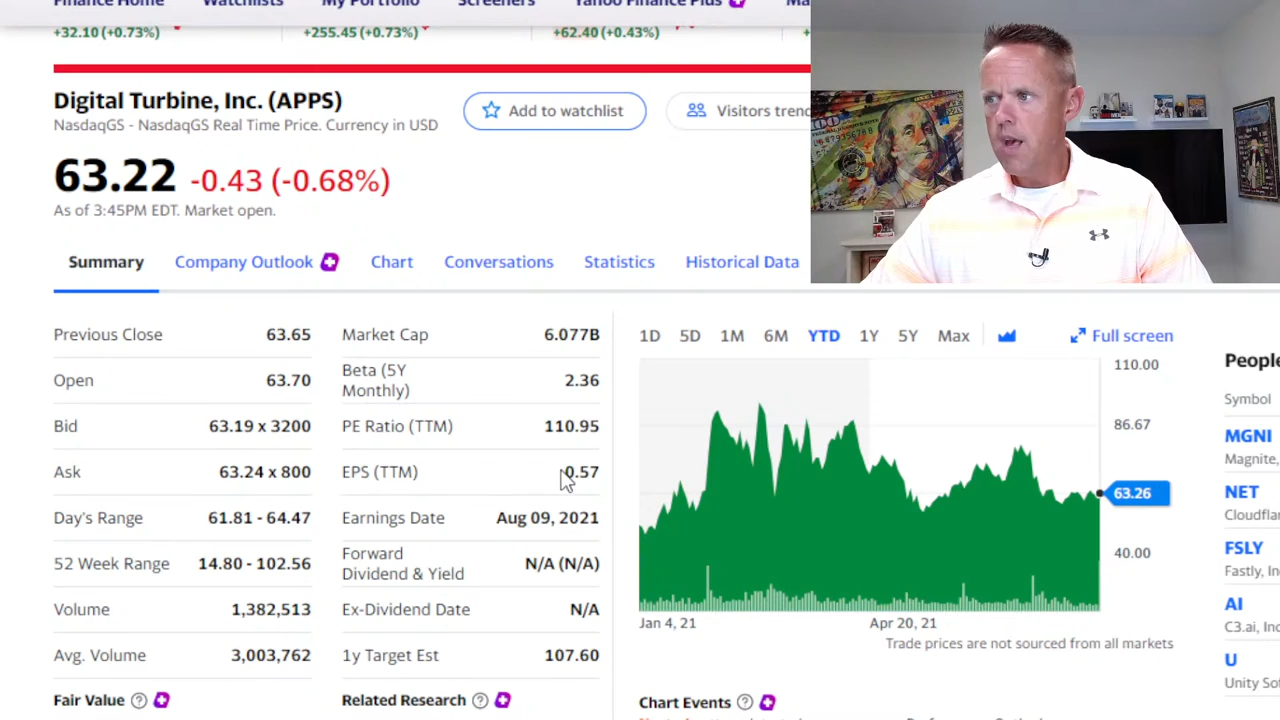 Finance Home Watchlists My Portfolio Screeners Yahoo Finance Plus
+32.10 (+0.73%) +255.45 (+0.73%) +62.40 (+0.43%)
Digital Turbine, Inc. (APPS)
Add to watchlist
Visitors trend
NasdaqGS - NasdaqGS Real Time Price. Currency in USD
63.22 -0.43 (-0.68%)
As of 3:45PM EDT. Market open.
Summary Company Outlook Chart Conversations Statistics Historical Data
Previous Close 63.65
Open 63.70
Bid 63.19 x 3200
Ask 63.24 x 800
Day's Range 61.81 - 64.47
52 Week Range 14.80 - 102.56
Volume 1,382,513
Avg. Volume 3,003,762
Fair Value
Market Cap 6.077B
Beta (5Y
Monthly) 2.36
PE Ratio (TTM) 110.95
EPS (TTM) 0.57
Earnings Date Aug 09, 2021
Forward
Dividend & Yield N/A (N/A)
Ex-Dividend Date N/A
1y Target Est 107.60
Related Research
1D 5D 1M 6M YTD 1Y 5Y Max Full screen
110.00
86.67
63.26
40.00
Jan 4, 21 Apr 20, 21
Trade prices are not sourced from all markets
Chart Events
People
Symbol
MGNI
Magnite,
NET
Cloudflar
FSLY
Fastly, In
AI
C3.ai, Inc
U
Unity Sof
100